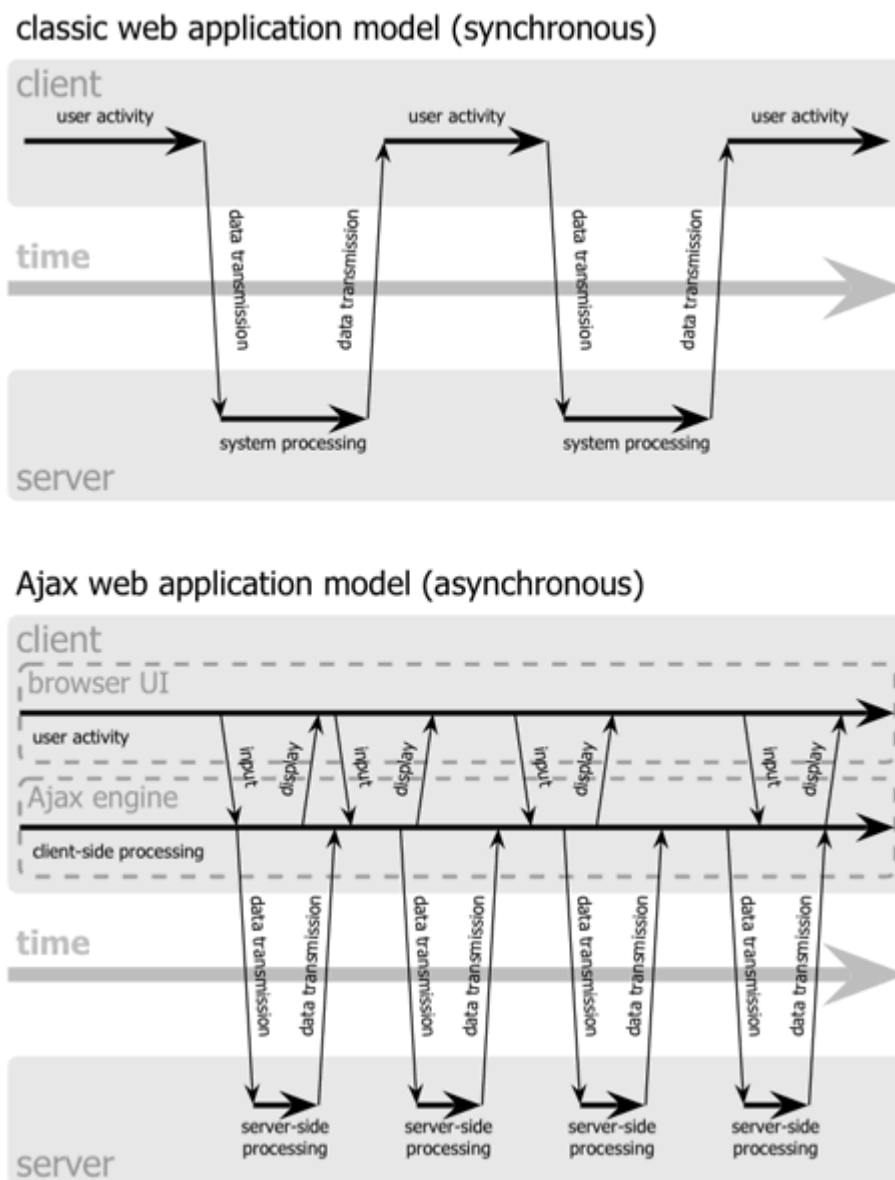 classic web application model (synchronous)
client
user activity
user activity
user activity
data transmission
data transmission
data transmission
data transmission
time
system processing
system processing
server
Ajax web application model (asynchronous)
client
browser UI
user activity
input
display
input
display
input
display
input
display
Ajax engine
client-side processing
data transmission
data transmission
data transmission
data transmission
data transmission
data transmission
data transmission
data transmission
time
server-side
processing
server-side
processing
server-side
processing
server-side
processing
server